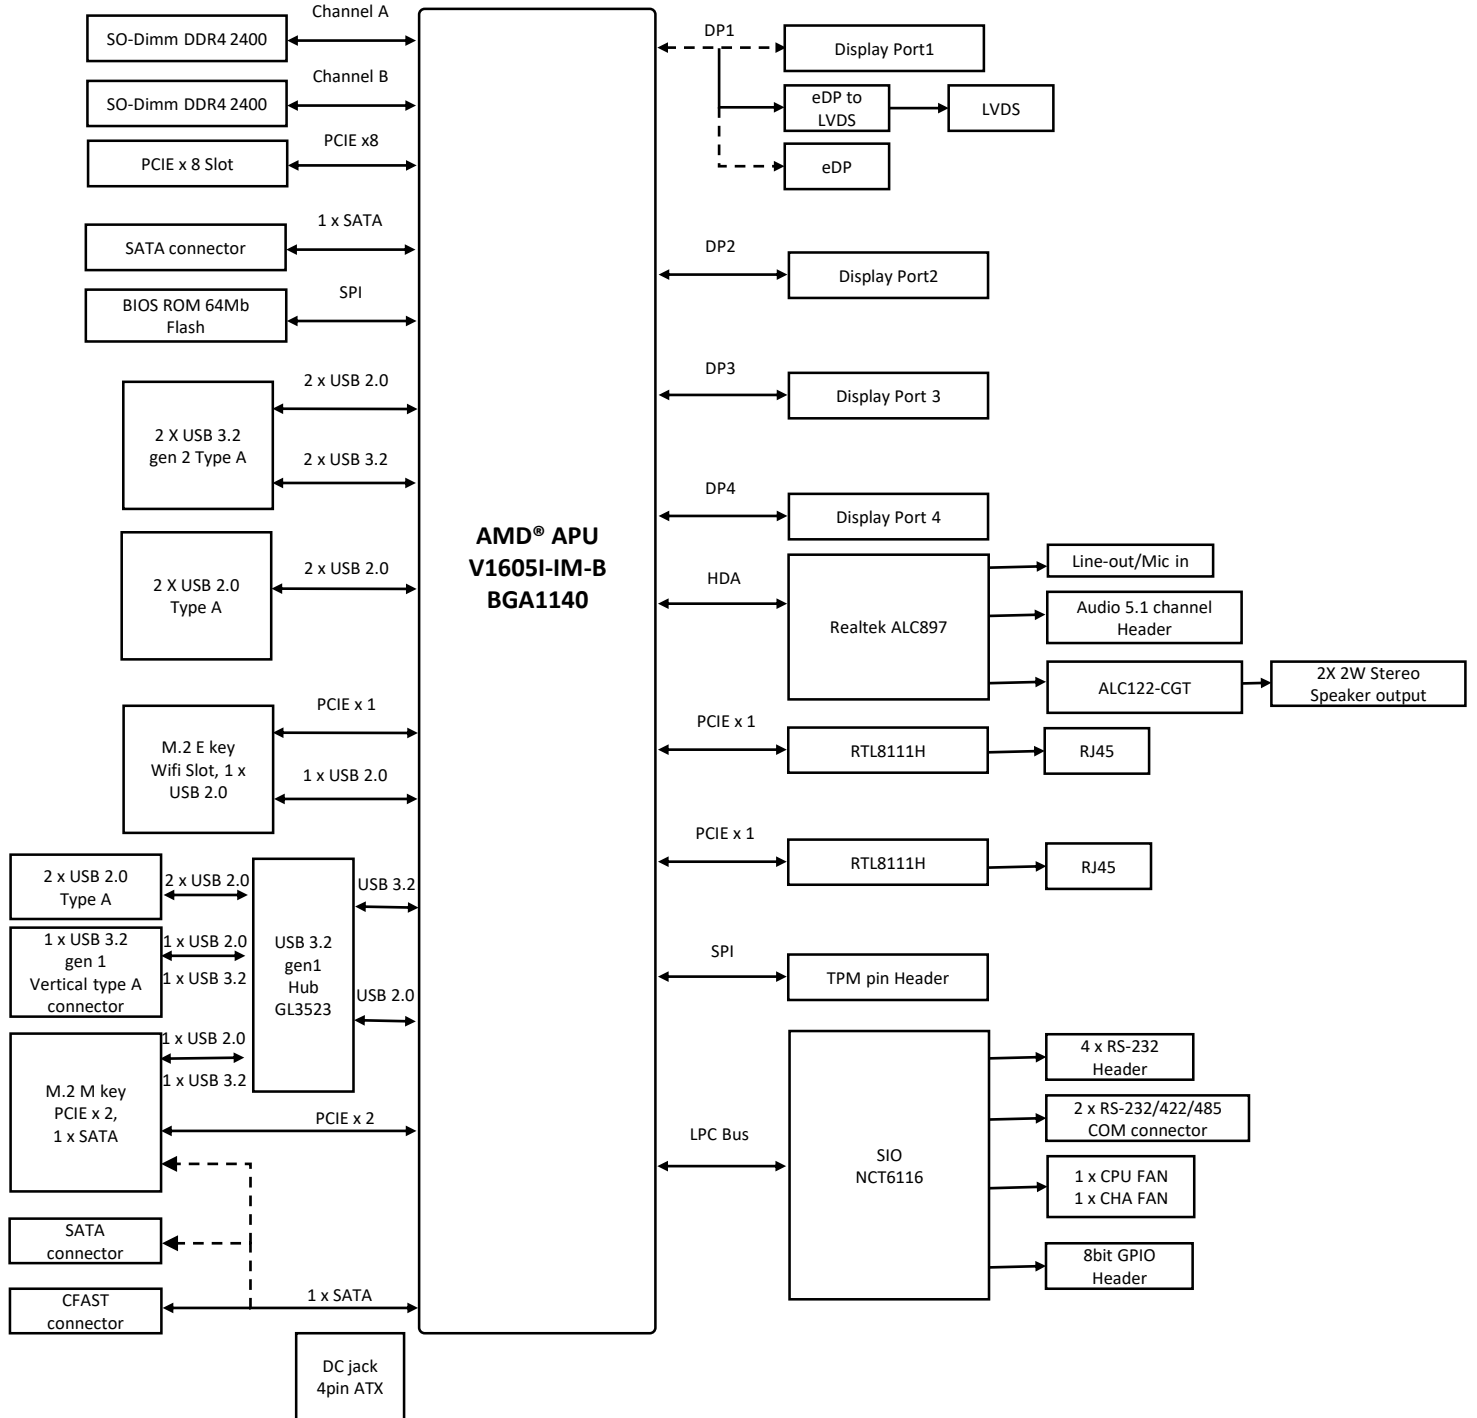 Channel A
SO-Dimm DDR4 2400
Channel B
SO-Dimm DDR4 2400
PCIE x8
PCIE x 8 Slot
1 x SATA
SATA connector
SPI
BIOS ROM 64Mb
Flash
2 x USB 2.0
2 X USB 3.2
gen 2 Type A
2 x USB 3.2
2 x USB 2.0
2 X USB 2.0
Type A
PCIE x 1
M.2 E key
Wifi Slot, 1 x
USB 2.0
1 x USB 2.0
2 x USB 2.0
Type A
2 x USB 2.0
USB 3.2
1 x USB 3.2
gen 1
Vertical type A
connector
1 x USB 2.0
1 x USB 3.2
USB 3.2
gen1
Hub
GL3523
USB 2.0
1 x USB 2.0
1 x USB 3.2
M.2 M key
PCIE x 2,
1 x SATA
PCIE x 2
SATA
connector
CFAST
connector
1 x SATA
DC jack
4pin ATX
AMD® APU
V1605I-IM-B
BGA1140
DP1
Display Port1
eDP to
LVDS
LVDS
eDP
DP2
Display Port2
DP3
Display Port 3
DP4
Display Port 4
HDA
Realtek ALC897
Line-out/Mic in
Audio 5.1 channel
Header
ALC122-CGT
2X 2W Stereo
Speaker output
PCIE x 1
RTL8111H
RJ45
PCIE x 1
RTL8111H
RJ45
SPI
TPM pin Header
LPC Bus
SIO
NCT6116
4 x RS-232
Header
2 x RS-232/422/485
COM connector
1 x CPU FAN
1 x CHA FAN
8bit GPIO
Header